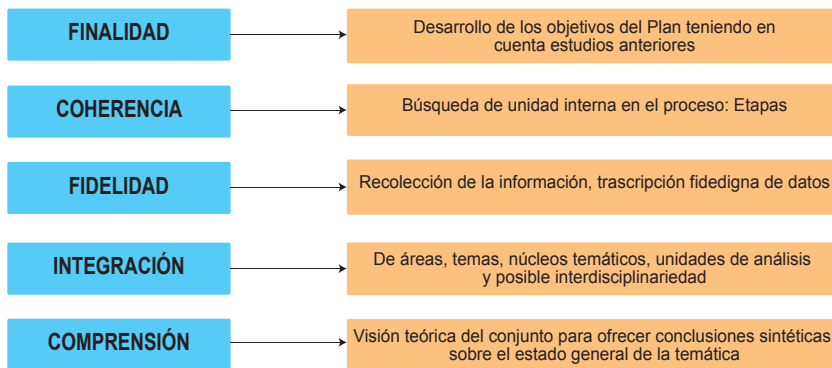 FINALIDAD
Desarrollo de los objetivos del Plan teniendo en
cuenta estudios anteriores
COHERENCIA
Búsqueda de unidad interna en el proceso: Etapas
FIDELIDAD
Recolección de la información, trascripción fidedigna de datos
INTEGRACIÓN
De áreas, temas, núcleos temáticos, unidades de análisis
y posible interdisciplinariedad
COMPRENSIÓN
Visión teórica del conjunto para ofrecer conclusiones sintéticas
sobre el estado general de la temática